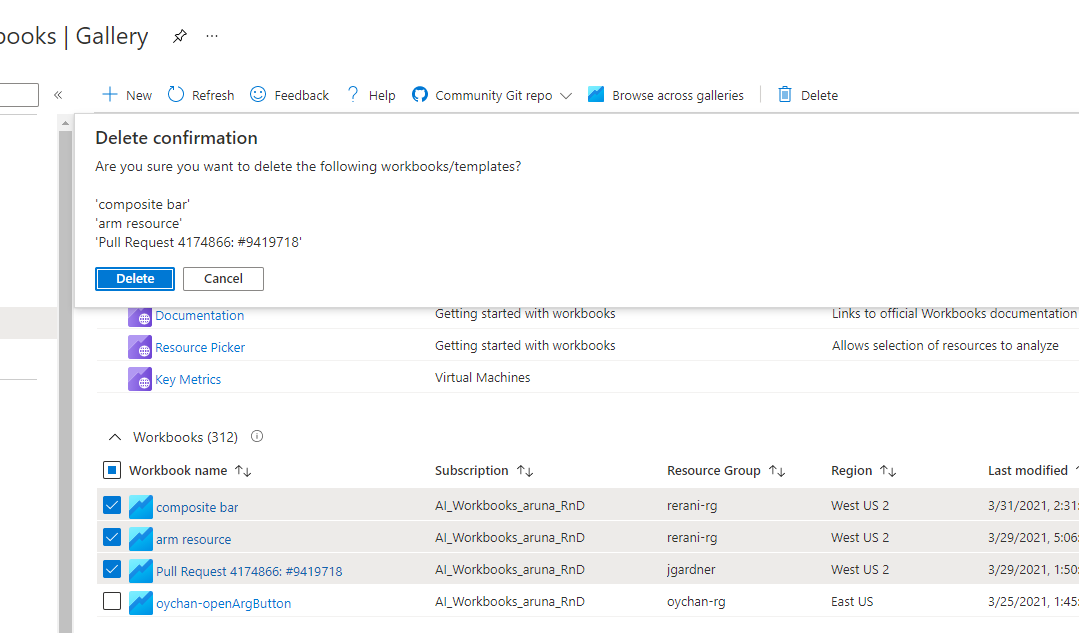 books | Gallery
New Refresh Feedback Help Community Git repo Browse across galleries Delete
Delete confirmation
Are you sure you want to delete the following workbooks/templates?
'composite bar'
'arm resource'
'Pull Request 4174866: #9419718'
Delete Cancel
Documentation Getting started with workbooks Links to official Workbooks documentation
Resource Picker Getting started with workbooks Allows selection of resources to analyze
Key Metrics Virtual Machines
Workbooks (312)
Workbook name Subscription Resource Group Region Last modified
composite bar AI_Workbooks_aruna_RnD rerani-rg West US 2 3/31/2021, 2:31:
arm resource AI_Workbooks_aruna_RnD rerani-rg West US 2 3/29/2021, 5:06:
Pull Request 4174866: #9419718 AI_Workbooks_aruna_RnD jgardner West US 2 3/29/2021, 1:50:
oychan-openArgButton AI_Workbooks_aruna_RnD oychan-rg East US 3/25/2021, 1:45: